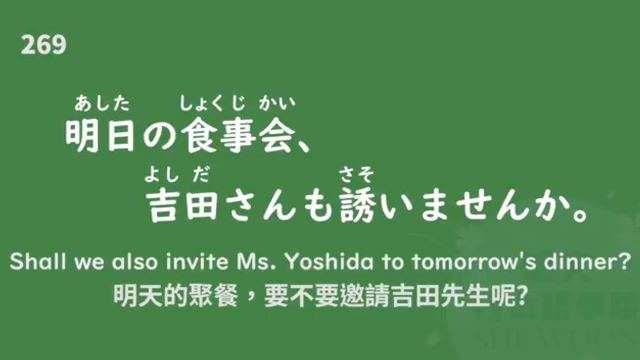 269
あした しょくじ かい
明日の食事会、
よし だ さそ
吉田さんも誘いませんか。
Shall we also invite Ms. Yoshida to tomorrow's dinner?
明天的聚餐，要不要邀請吉田先生呢?